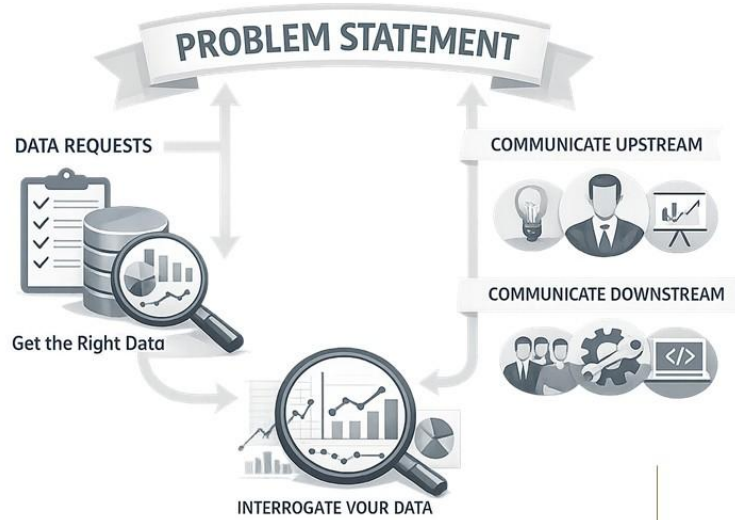 PROBLEM STATEMENT
DATA REQUESTS
Get the Right Data
COMMUNICATE UPSTREAM
COMMUNICATE DOWNSTREAM
</>
INTERROGATE VOUR DATA